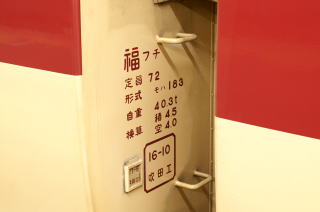 福フチ
定員 72
形式 モハ183
自重 40.3t
換算 積 4.5
空 4.0
16-10
吹田工